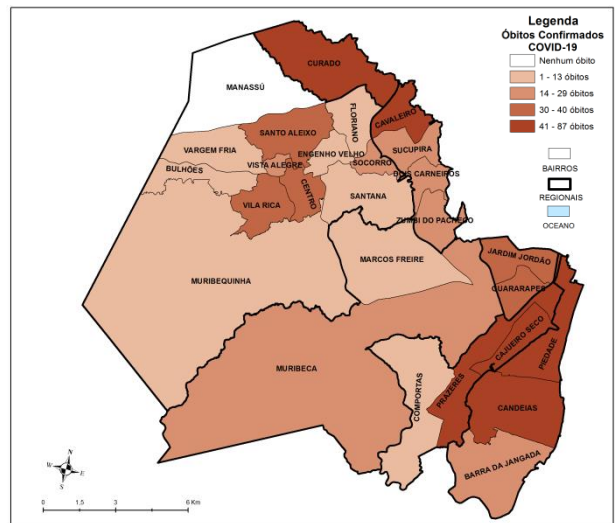 Legenda
Óbitos Confirmados
COVID-19
Nenhum óbito
1 - 13 óbitos
14 - 29 óbitos
30 - 40 óbitos
41 - 87 óbitos
BAIRROS
REGIONAIS
OCEANO
CURADO
MANASSÚ
FLORIANO
CAVALEIRO
SANTO ALEIXO
VARGEM FRIA
ENGENHO VELHO
SUCUPIRA
BULHÕES
VISTA ALEGRE
SOCORRO
DOIS CARNEIROS
CENTRO
VILA RICA
SANTANA
ZUMBI DO PACHECO
MARCOS FREIRE
JARDIM JORDÃO
MURIBEQUINHA
GUARARAPES
CAJUEIRO SECO
PIEDADE
MURIBECA
COMPORTAS
PRAZERES
CANDEIAS
BARRA DA JANGADA
N
W E
S
0 1,5 3 6 Km